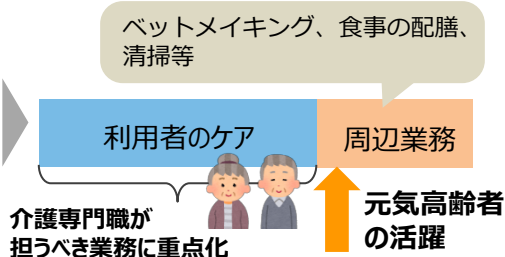 ベットメイキング、食事の配膳、
清掃等
利用者のケア
周辺業務
介護専門職が
担うべき業務に重点化
元気高齢者
の活躍